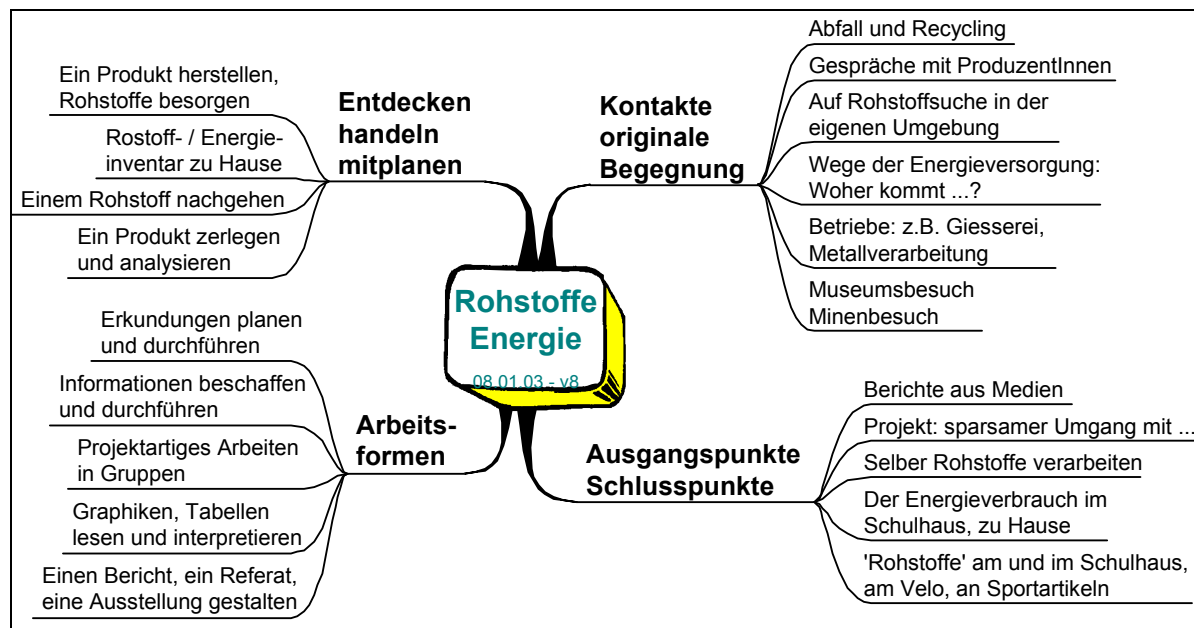 Ein Produkt herstellen,
Rohstoffe besorgen
Rostoff- / Energie-
inventar zu Hause
Einem Rohstoff nachgehen
Ein Produkt zerlegen
und analysieren
Entdecken
handeln
mitplanen
Kontakte
originale
Begegnung
Abfall und Recycling
Gespräche mit ProduzentInnen
Auf Rohstoffsuche in der
eigenen Umgebung
Wege der Energieversorgung:
Woher kommt ...?
Betriebe: z.B. Giesserei,
Metallverarbeitung
Museumsbesuch
Minenbesuch
Rohstoffe
Energie
08.01.03 - v8
Erkundungen planen
und durchführen
Informationen beschaffen
und durchführen
Projektartiges Arbeiten
in Gruppen
Graphiken, Tabellen
lesen und interpretieren
Einen Bericht, ein Referat,
eine Ausstellung gestalten
Arbeits-
formen
Ausgangspunkte
Schlusspunkte
Berichte aus Medien
Projekt: sparsamer Umgang mit ...
Selber Rohstoffe verarbeiten
Der Energieverbrauch im
Schulhaus, zu Hause
'Rohstoffe' am und im Schulhaus,
am Velo, an Sportartikeln